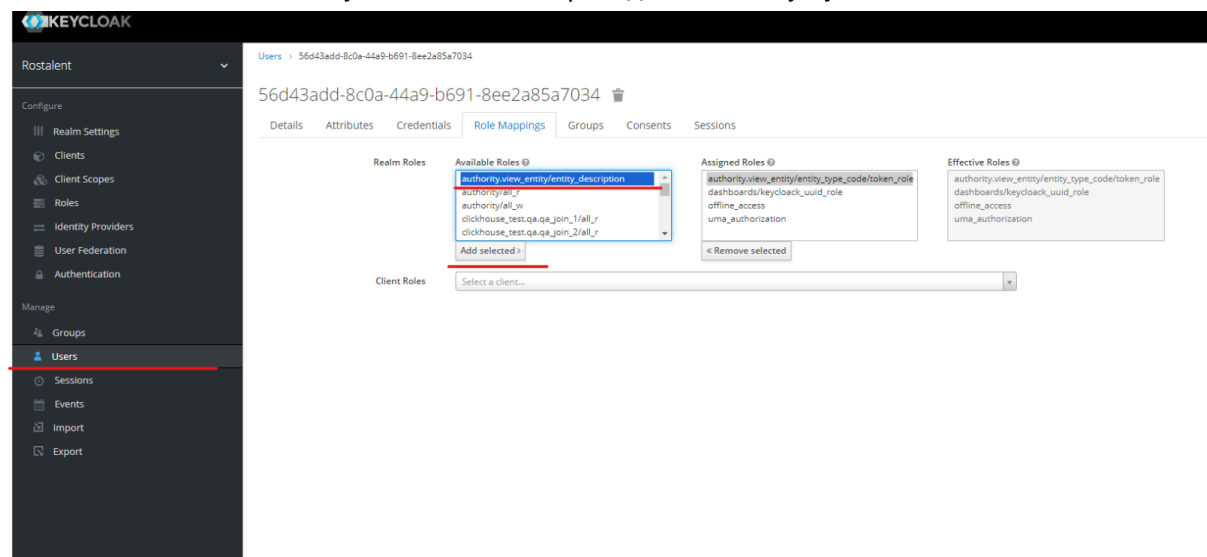 KEYCLOAK
Rostalent
Users > 56d43add-8c0a-44a9-b691-8ee2a85a7034
56d43add-8c0a-44a9-b691-8ee2a85a7034
Configure
Realm Settings
Clients
Client Scopes
Roles
Identity Providers
User Federation
Authentication
Manage
Groups
Users
Sessions
Events
Import
Export
Details Attributes Credentials Role Mappings Groups Consents Sessions
Realm Roles
Available Roles
authority.view_entity/entity_description
authority/all_r
authority/all_w
clickhouse_test.qa.qa_join_1/all_r
clickhouse_test.qa.qa_join_2/all_r
Add selected >
Assigned Roles
authority.view_entity/entity_type_code/token_role
dashboards/keycloack_uuid_role
offline_access
uma_authorization
« Remove selected
Effective Roles
authority.view_entity/entity_type_code/token_role
dashboards/keycloack_uuid_role
offline_access
uma_authorization
Client Roles
Select a client...